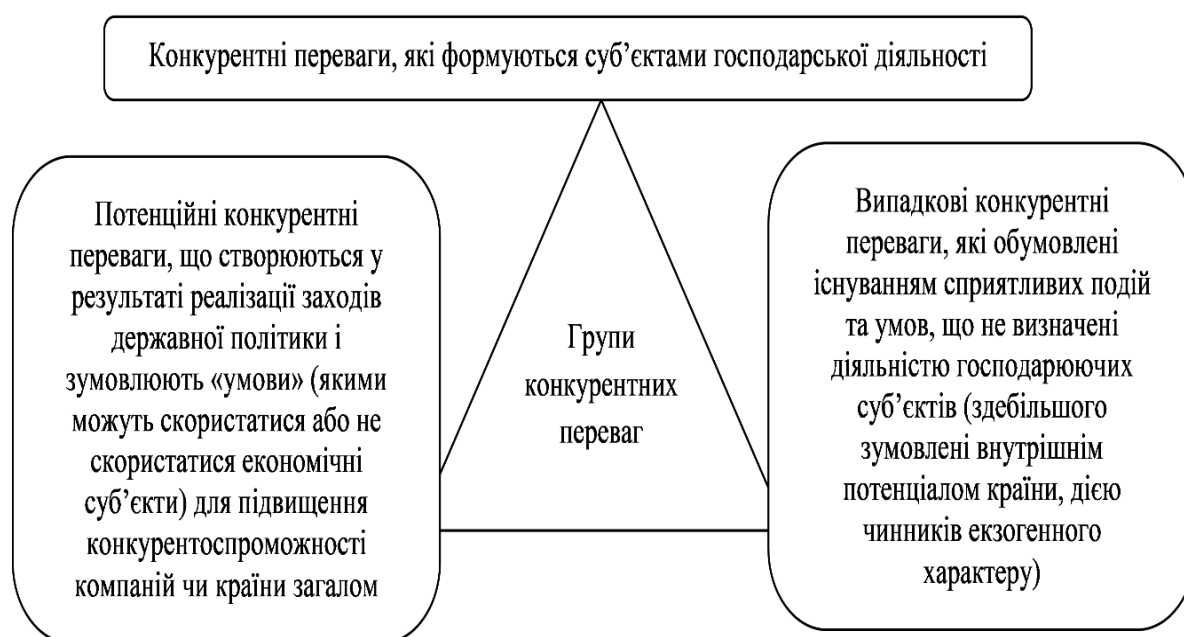 Конкурентні переваги, які формуються суб’єктами господарської діяльності
Потенційні конкурентні
переваги, що створюються у
результаті реалізації заходів
державної політики і
зумовлюють «умови» (якими
можуть скористатися або не
скористатися економічні
суб’єкти) для підвищення
конкурентоспроможності
компаній чи країни загалом
Групи
конкурентних
переваг
Випадкові конкурентні
переваги, які обумовлені
існуванням сприятливих подій
та умов, що не визначені
діяльністю господарюючих
суб’єктів (здебільшого
зумовлені внутрішнім
потенціалом країни, дією
чинників екзогенного
характеру)